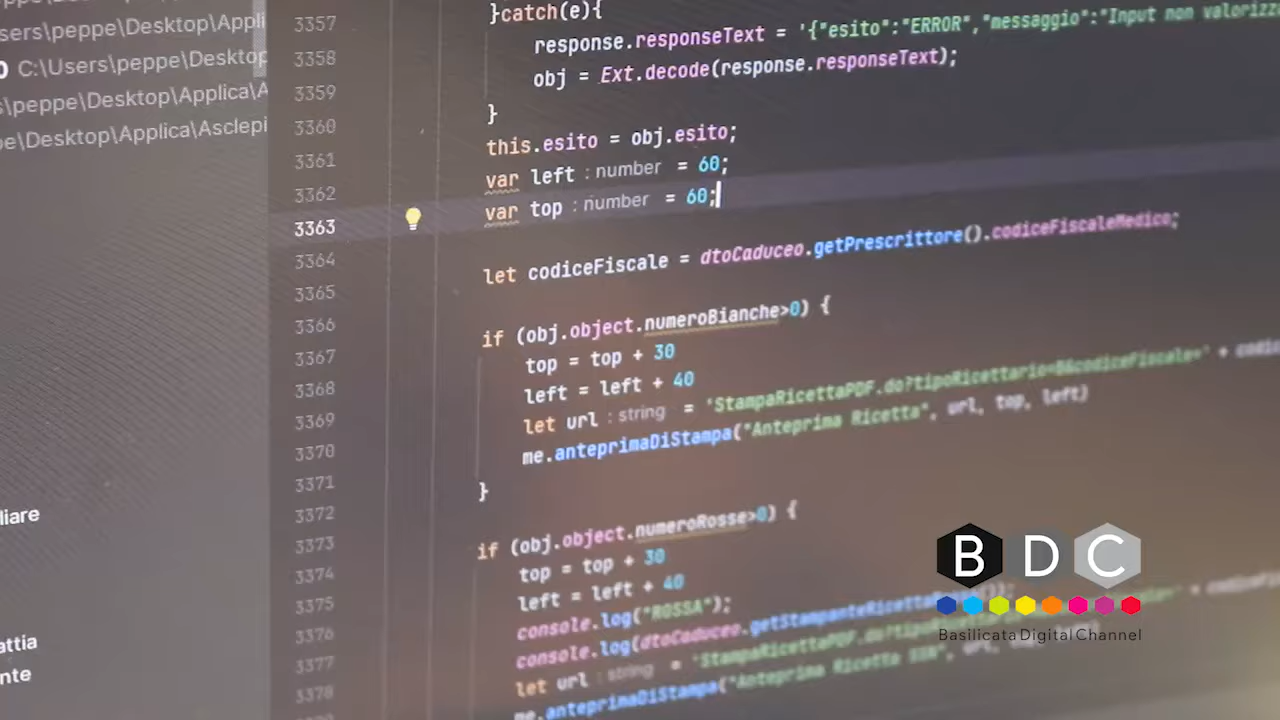 sers\peppe\Desktop\Appli
C:\Users\peppe\Desktop
s\peppe\Desktop\Applica\A
pe\Desktop\Applica\Asclepi
liare
attia
nte
3357 }catch(e){
3358 response.responseText = '{"esito":"ERROR","messaggio":"Input non valorizz
3359 obj = Ext.decode(response.responseText);
3360 }
3361 this.esito = obj.esito;
3362 var left : number = 60;
3363 var top : number = 60;
3364
3365 let codiceFiscale = dtoCaduceo.getPrescrittore().codiceFiscaleMedico;
3366
3367 if (obj.object.numeroBianche>0) {
3368 top = top + 30
3369 left = left + 40
3370 let url : string = 'StampaRicettaPDF.do?tipoRicettario=B&codiceFiscale=' +
3371 me.anteprimaDiStampa("Anteprima Ricetta", url, top, left)
3372 }
3373
3374 if (obj.object.numeroRosse>0) {
3375 top = top + 30
3376 left = left + 40
3377 console.log("ROSSA");
3378 console.log(dtoCaduceo.getStampanteRicetta
let url : string = 'StampaRicettaPDF.do?
me.anteprimaDiStampa("Anteprima Ricetta SSN", url,
BDC
Basilicata Digital Channel